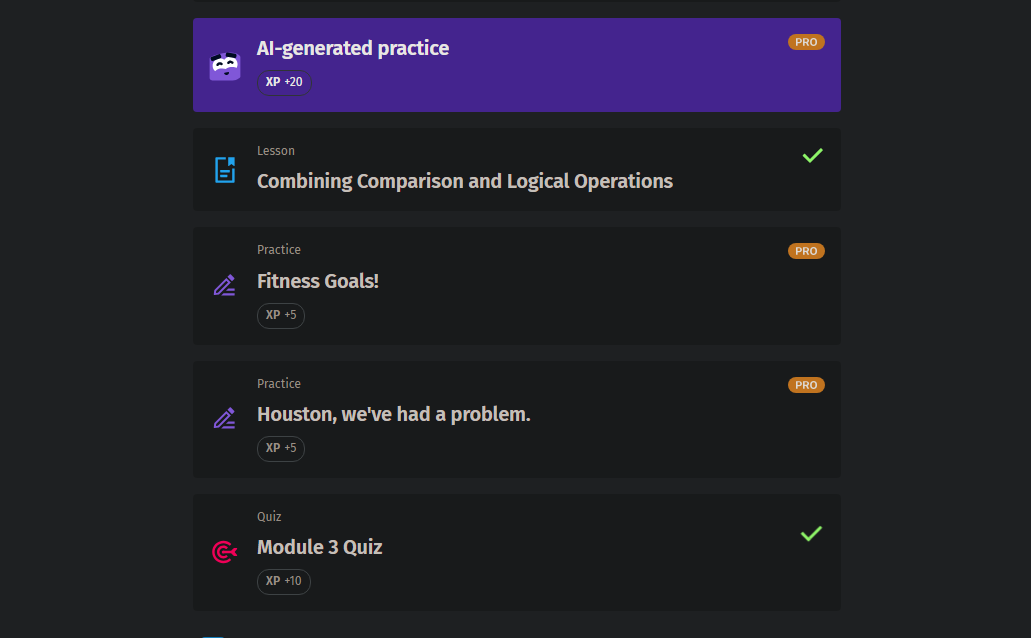 AI-generated practice
PRO
XP +20
Lesson
Combining Comparison and Logical Operations
Practice
PRO
Fitness Goals!
XP +5
Practice
PRO
Houston, we've had a problem.
XP +5
Quiz
Module 3 Quiz
XP +10